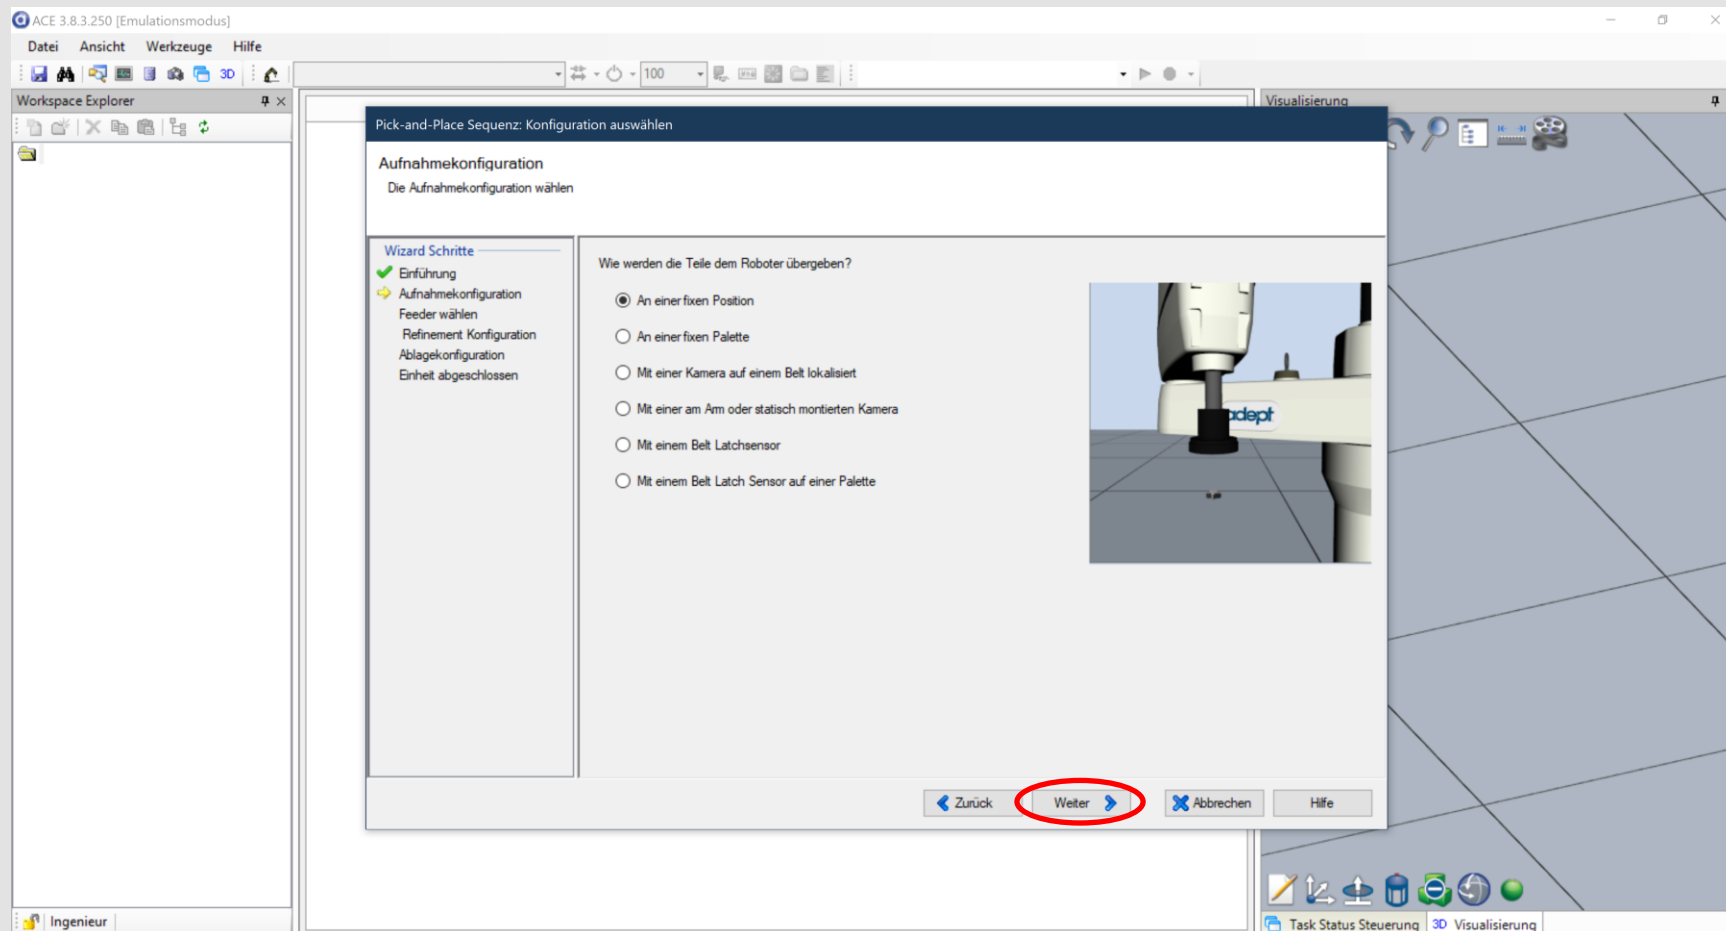 ACE 3.8.3.250 [Emulationsmodus]
Datei Ansicht Werkzeuge Hilfe
3D 100
Workspace Explorer
Visualisierung
Pick-and-Place Sequenz: Konfiguration auswählen
Aufnahmekonfiguration
Die Aufnahmekonfiguration wählen
Wizard Schritte
Einführung
Aufnahmekonfiguration
Feeder wählen
Refinement Konfiguration
Ablagekonfiguration
Einheit abgeschlossen
Wie werden die Teile dem Roboter übergeben?
An einer fixen Position
An einer fixen Palette
Mit einer Kamera auf einem Belt lokalisiert
Mit einer am Arm oder statisch montierten Kamera
Mit einem Belt Latchsensor
Mit einem Belt Latch Sensor auf einer Palette
adept
Zurück Weiter Abbrechen Hilfe
Ingenieur
Task Status Steuerung 3D Visualisierung